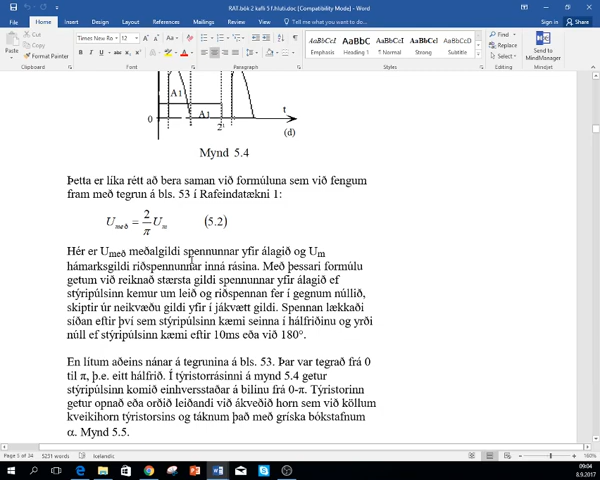 RAT.bók 2 kafli 51.hluti.doc [Compatibility Mode] - Word
File Home Insert Design Layout References Mailings Review View Tell me what you want to do... Sign in Share
Cut
Copy
Format Painter
Paste
Times New Ro 12
AaBbCcI AaBbC AaBbCcI AaBbCcI AaBbC
Emphasis Heading 1 ¶ Normal Strong Subtitle
Find
Replace
Select
Send to MindManager
Clipboard Font Paragraph Styles Editing Mindjet
A1
A1
0
t
(d)
Mynd 5.4
Þetta er líka rétt að bera saman við formúluna sem við fengum
fram með tegrun á bls. 53 í Rafeindatækni 1:
U með = 2/π U m (5.2)
Hér er Umeð meðalgildi spennunnar yfir álagið og Um
hámarksgildi riðspennunnar inná rásina. Með þessari formúlu
getum við reiknað stærsta gildi spennunnar yfir álagið ef
stýripúlsinn kemur um leið og riðspennan fer í gegnum núllið,
skiptir úr neikvæðu gildi yfir í jákvætt gildi. Spennan lækkaði
síðan eftir því sem stýripúlsinn kæmi seinna í hálfriðinu og yrði
núll ef stýripúlsinn kæmi eftir 10ms eða við 180°.
En lítum aðeins nánar á tegrunina á bls. 53. Þar var tegrað frá 0
til π, þ.e. eitt hálfrið. Í týristorrásinni á mynd 5.4 getur
stýripúlsinn komið einhversstaðar á bilinu frá 0-π. Týristorinn
getur opnað eða orðið leiðandi við ákveðið horn sem við köllum
kveikihorn týristorsins og táknum það með gríska bókstafnum
α. Mynd 5.5.
Page 5 of 34 5251 words Icelandic 160%
09:04
8.9.2017